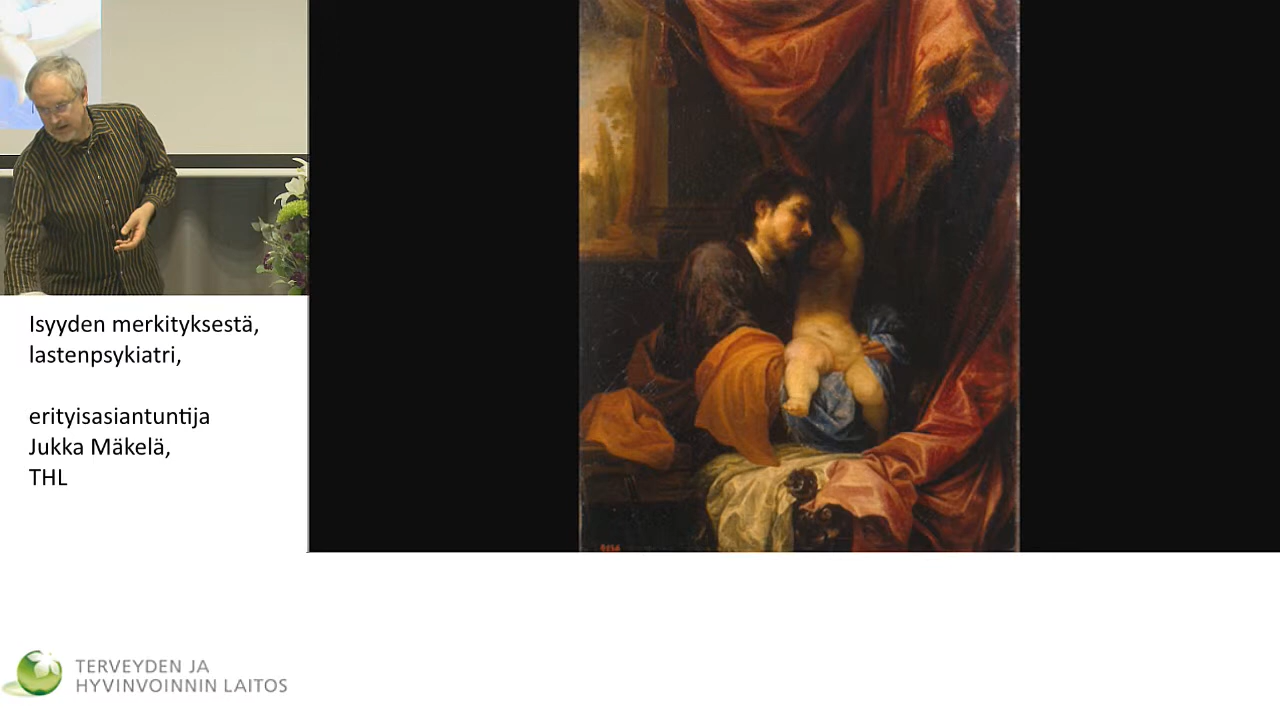 Isyyden merkityksestä,
lastenpsykiatri,
erityisasiantuntija
Jukka Mäkelä,
THL
TERVEYDEN JA
HYVINVOINNIN LAITOS